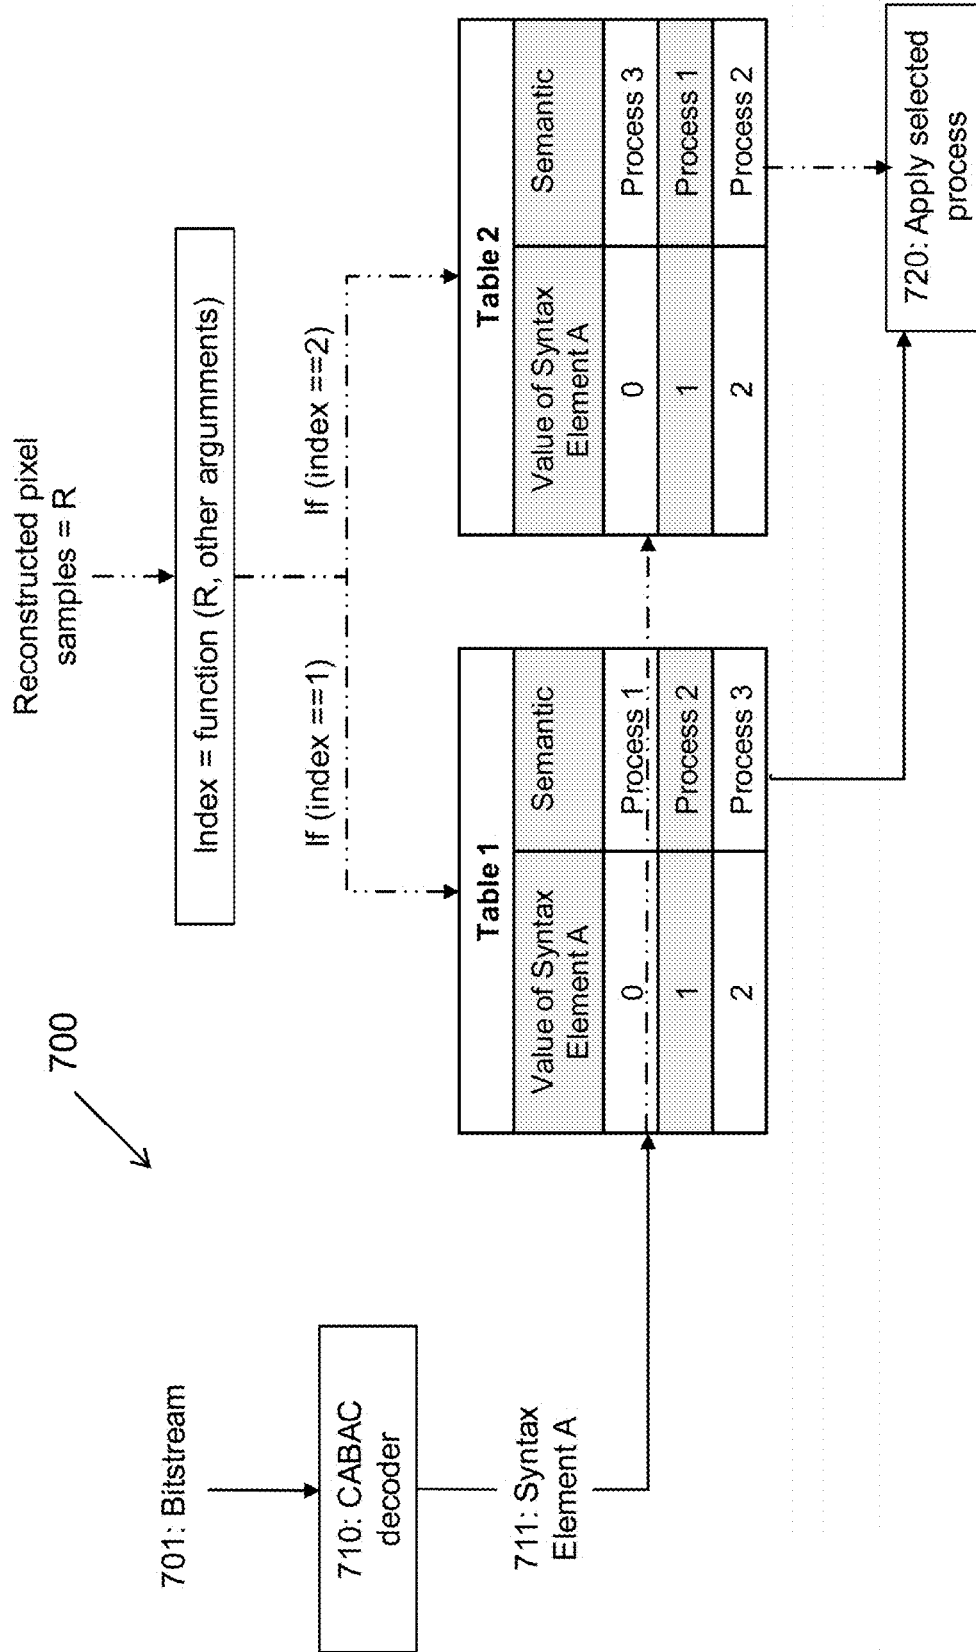 700
701: Bitstream
710: CABAC
decoder
711: Syntax
Element A
Reconstructed pixel
samples = R
Index = function (R, other argumments)
If (index ==1)
If (index ==2)
Table 1
Value of Syntax
Element A
Semantic
0
Process 1
1
Process 2
2
Process 3
Table 2
Value of Syntax
Element A
Semantic
0
Process 3
1
Process 1
2
Process 2
720: Apply selected
process